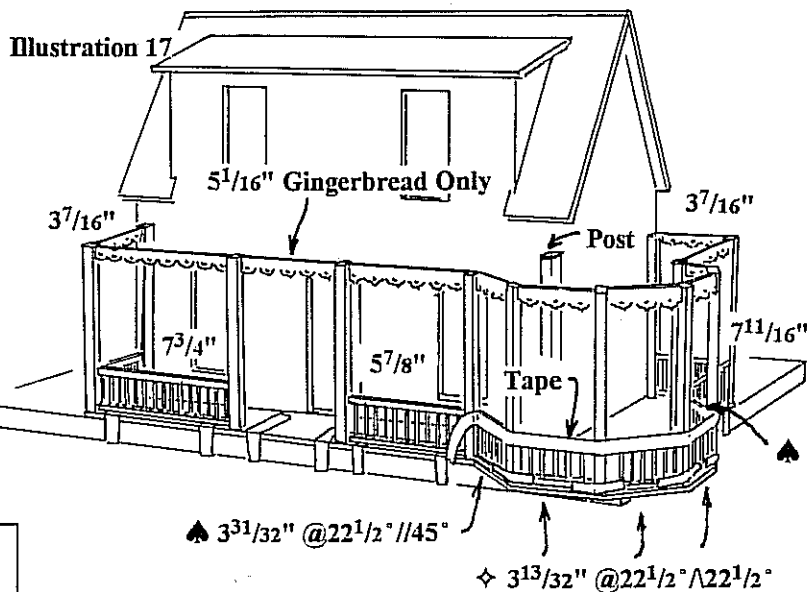 Illustration 17
5 1/16" Gingerbread Only
3 7/16"
3 7/16"
Post
7 3/4"
5 7/8"
7 11/16"
Tape
♠
♠ 3 31/32" @22 1/2°//45°
✧ 3 13/32" @22 1/2°/\22 1/2°